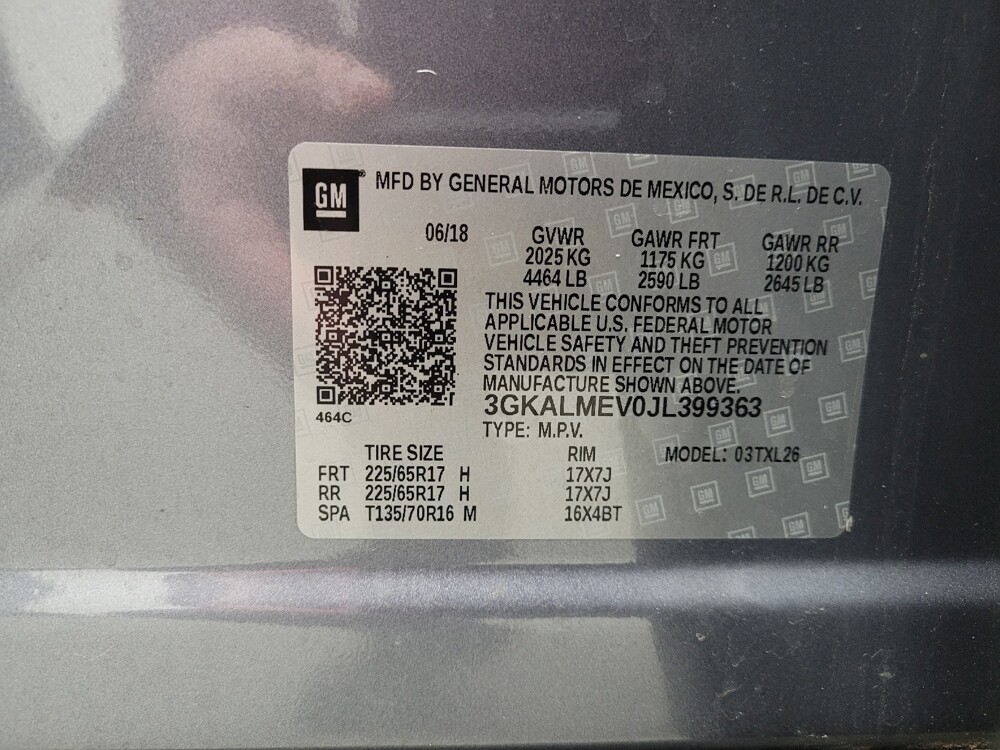 GM ® MFD BY GENERAL MOTORS DE MEXICO, S. DE R.L. DE C.V.
06/18 GVWR GAWR FRT GAWR RR
2025 KG 1175 KG 1200 KG
4464 LB 2590 LB 2645 LB
THIS VEHICLE CONFORMS TO ALL
APPLICABLE U.S. FEDERAL MOTOR
VEHICLE SAFETY AND THEFT PREVENTION
STANDARDS IN EFFECT ON THE DATE OF
MANUFACTURE SHOWN ABOVE.
3GKALMEV0JL399363
464C
TYPE: M.P.V.
TIRE SIZE RIM MODEL: 03TXL26
FRT 225/65R17 H 17X7J
RR 225/65R17 H 17X7J
SPA T135/70R16 M 16X4BT